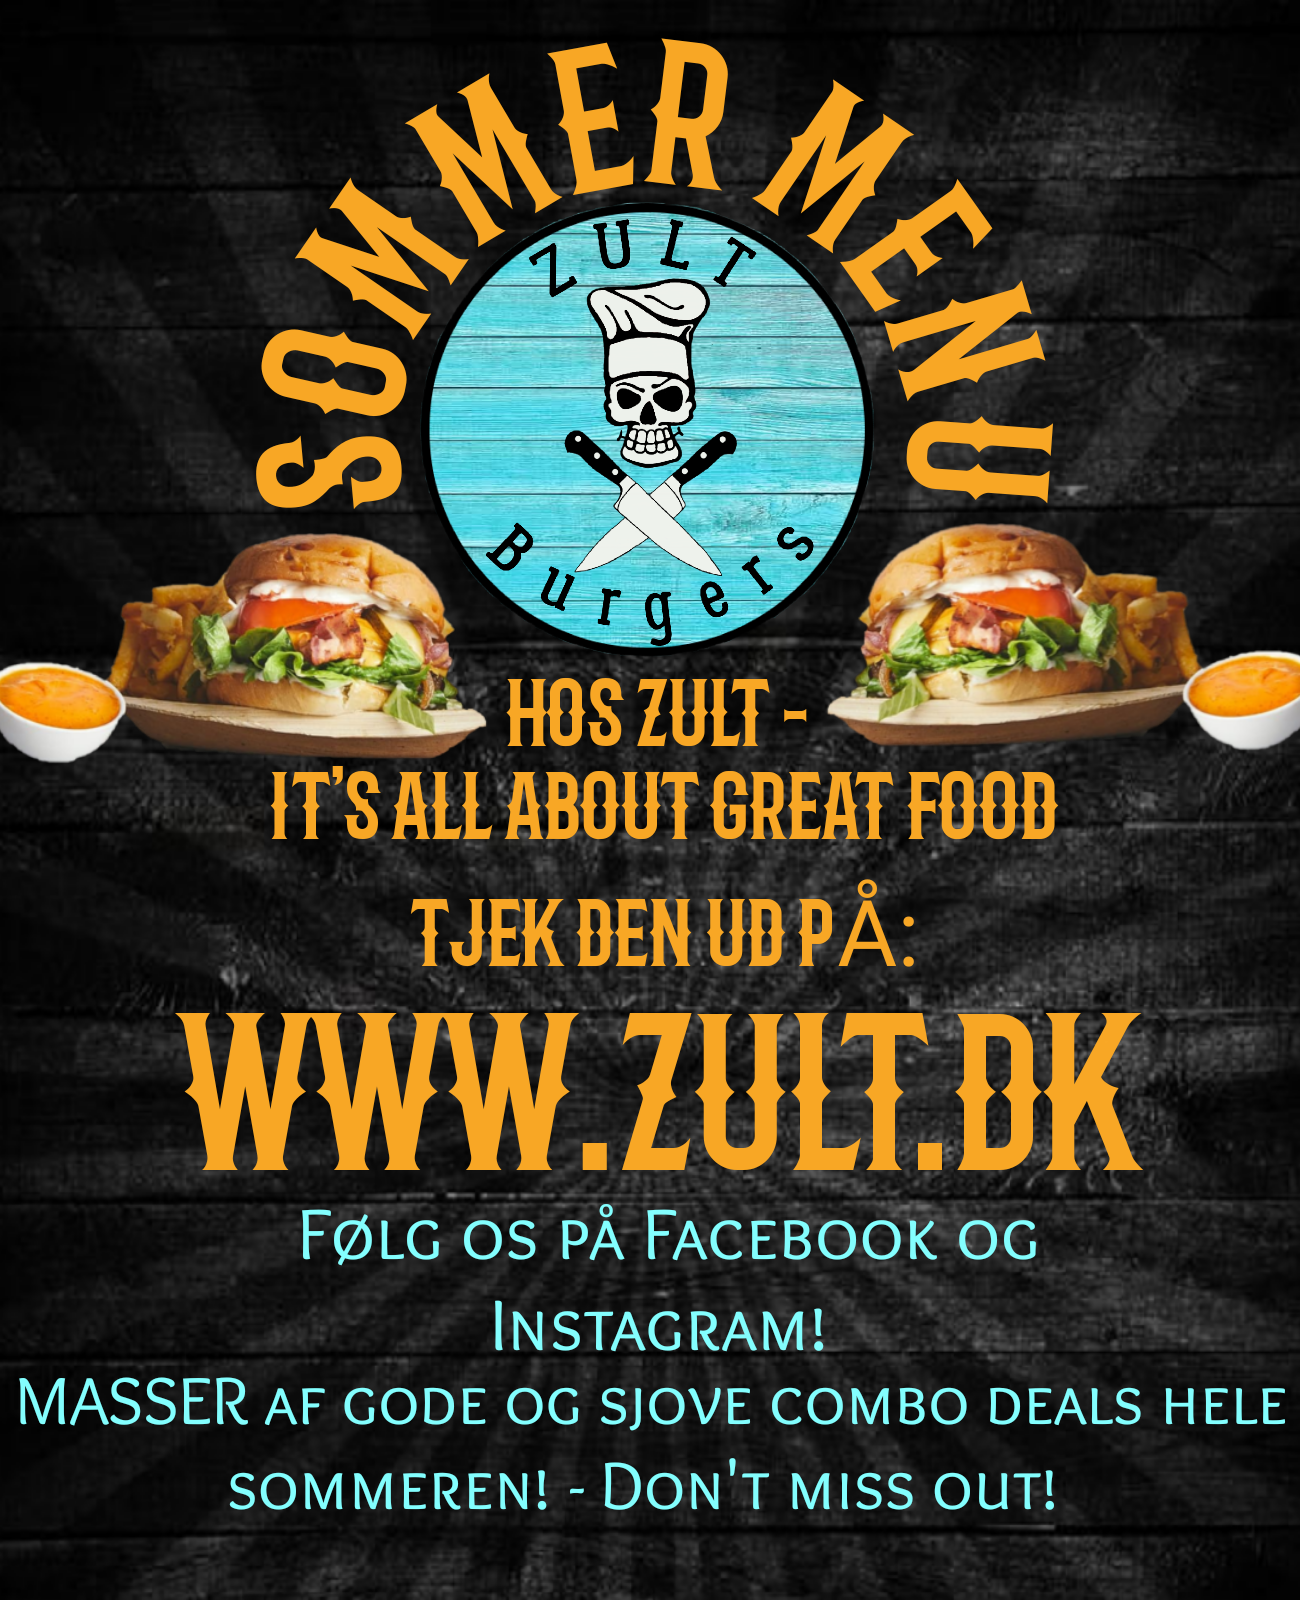 SOMMER MENU
ZULT
Burgers
HOS ZULT -
IT'S ALL ABOUT GREAT FOOD
TJEK DEN UD PÅ:
WWW.ZULT.DK
FØLG OS PÅ FACEBOOK OG
INSTAGRAM!
MASSER AF GODE OG SJOVE COMBO DEALS HELE
SOMMEREN! - DON'T MISS OUT!